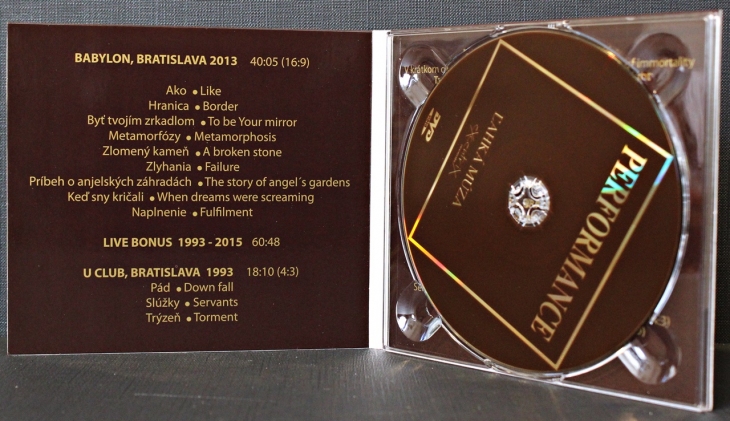 BABYLON, BRATISLAVA 2013 40:05 (16:9)
Ako • Like
Hranica • Border
Byť tvojím zrkadlom • To be Your mirror
Metamorfózy • Metamorphosis
Zlomený kameň • A broken stone
Zlyhania • Failure
Príbeh o anjelských záhradách • The story of angel´s gardens
Keď sny kričali • When dreams were screaming
Naplnenie • Fulfilment
LIVE BONUS 1993 - 2015 60:48
U CLUB, BRATISLAVA 1993 18:10 (4:3)
Pád • Down fall
Slúžky • Servants
Trýzeň • Torment
PERFORMANCE
ĽAHKÁ MÚZA
DVD
V krátkom
immortality